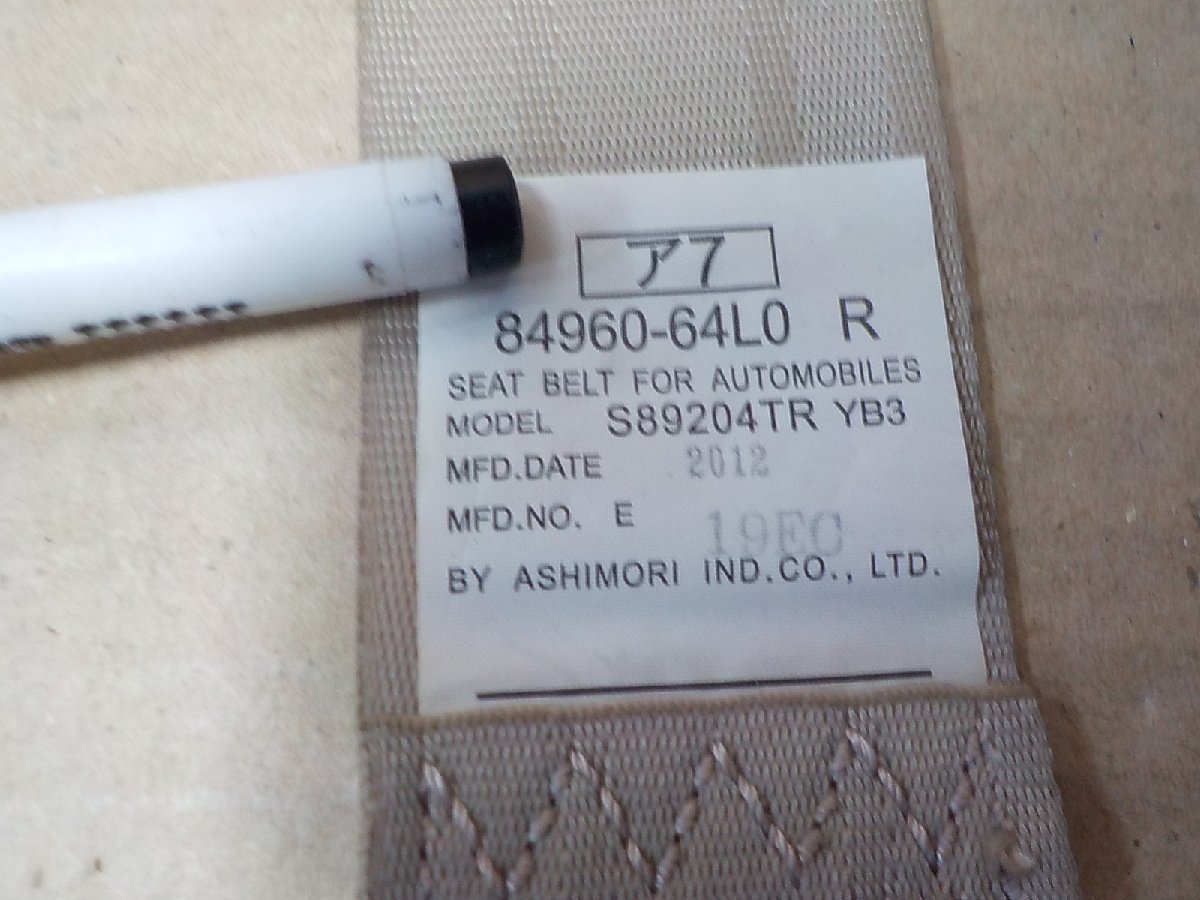 ア7
84960-64L0 R
SEAT BELT FOR AUTOMOBILES
MODEL S89204TR YB3
MFD.DATE 2012
MFD.NO. E 19EC
BY ASHIMORI IND.CO., LTD.